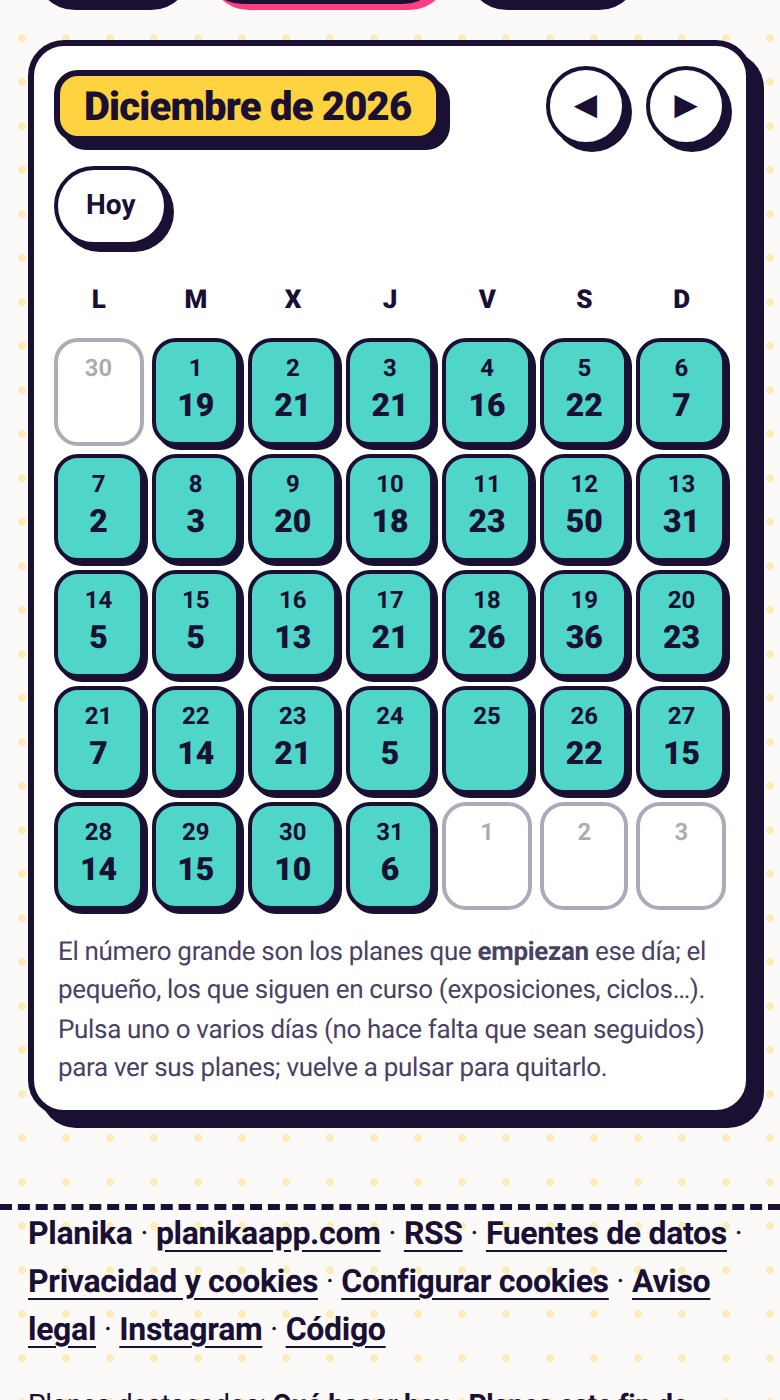 Diciembre de 2026 ◀ ▶
Hoy
L M X J V S D
30 1 2 3 4 5 6
19 21 21 16 22 7
7 8 9 10 11 12 13
2 3 20 18 23 50 31
14 15 16 17 18 19 20
5 5 13 21 26 36 23
21 22 23 24 25 26 27
7 14 21 5 22 15
28 29 30 31 1 2 3
14 15 10 6
El número grande son los planes que empiezan ese día; el
pequeño, los que siguen en curso (exposiciones, ciclos...).
Pulsa uno o varios días (no hace falta que sean seguidos)
para ver sus planes; vuelve a pulsar para quitarlo.
Planika · planikaapp.com · RSS · Fuentes de datos ·
Privacidad y cookies · Configurar cookies · Aviso
legal · Instagram · Código